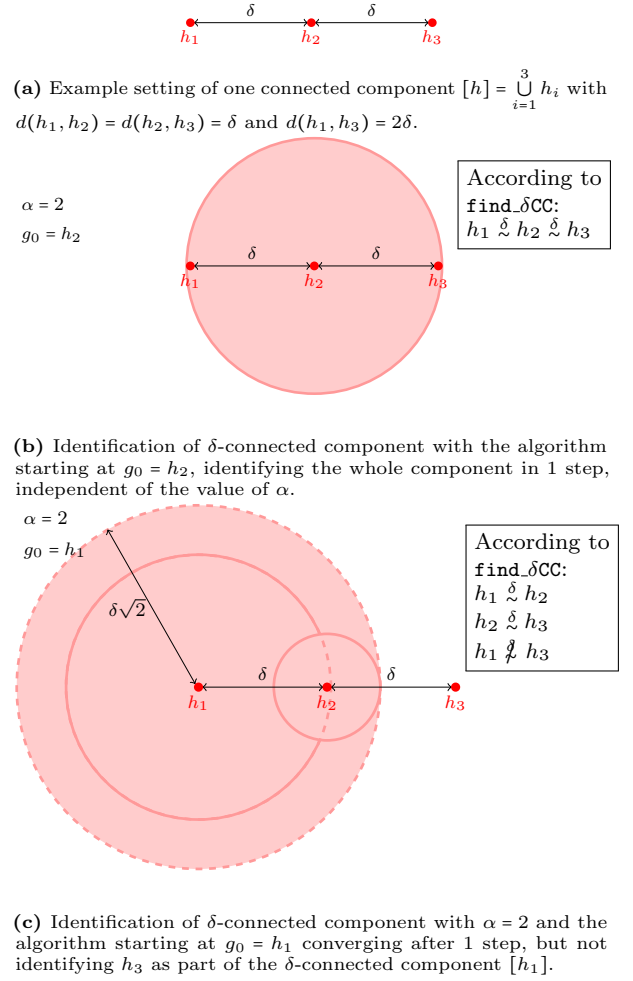 δ δ
h₁ h₂ h₃
(a) Example setting of one connected component [h] = ⋃³ᵢ₌₁ hᵢ with
d(h₁, h₂) = d(h₂, h₃) = δ and d(h₁, h₃) = 2δ.
α = 2
g₀ = h₂
According to
find_δCC:
h₁ ~^δ h₂ ~^δ h₃
δ δ
h₁ h₂ h₃
(b) Identification of δ-connected component with the algorithm
starting at g₀ = h₂, identifying the whole component in 1 step,
independent of the value of α.
α = 2
g₀ = h₁
According to
find_δCC:
h₁ ~^δ h₂
h₂ ~^δ h₃
h₁ ≁^δ h₃
δ√2
δ δ
h₁ h₂ h₃
(c) Identification of δ-connected component with α = 2 and the
algorithm starting at g₀ = h₁ converging after 1 step, but not
identifying h₃ as part of the δ-connected component [h₁].